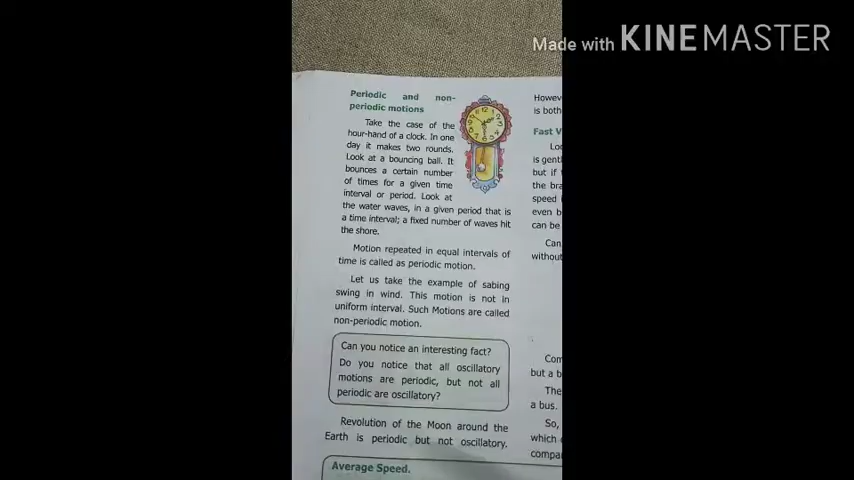 Made with KINEMASTER
Periodic and non-
periodic motions
Take the case of the
hour-hand of a clock. In one
day it makes two rounds.
Look at a bouncing ball. It
bounces a certain number
of times for a given time
interval or period. Look at
the water waves, in a given period that is
a time interval; a fixed number of waves hit
the shore.
Motion repeated in equal intervals of
time is called as periodic motion.
Let us take the example of sabing
swing in wind. This motion is not in
uniform interval. Such Motions are called
non-periodic motion.
Can you notice an interesting fact?
Do you notice that all oscillatory
motions are periodic, but not all
periodic are oscillatory?
Revolution of the Moon around the
Earth is periodic but not oscillatory.
Average Speed.
is both
Fast
is gent
but if
the
speed
even
can be
Can
without
but a
The
a bus.
So,
which